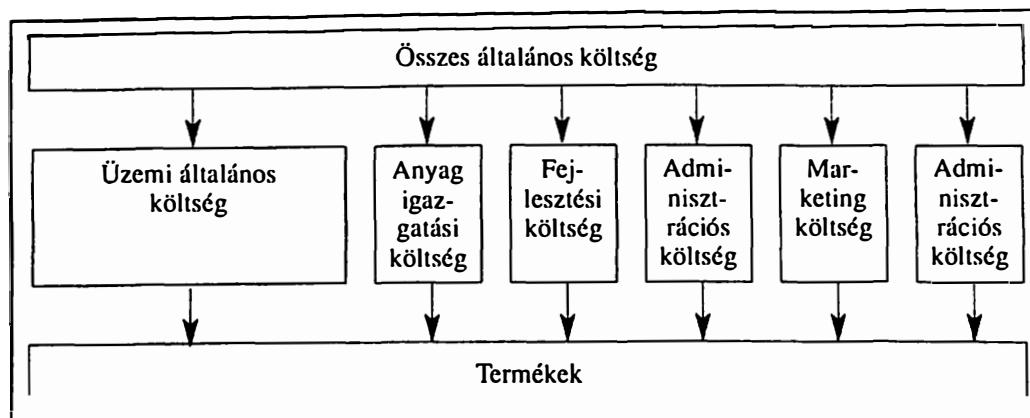 Összes általános költség
Üzemi általános
költség
Anyag
igaz-
gatási
költség
Fej-
lesztési
költség
Admi-
nisz​t-
rációs
költség
Mar-
keting
költség
Admi-
niszt-
rációs
költség
Termékek